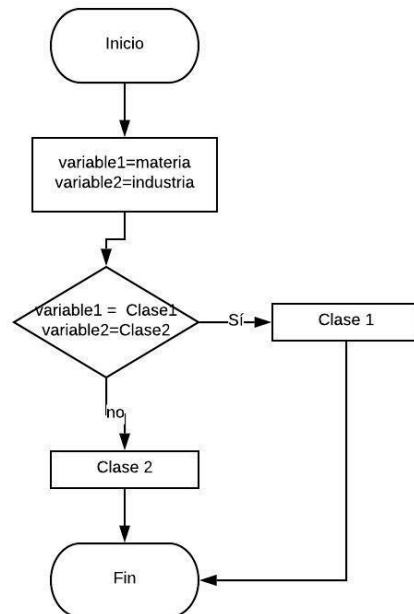 Inicio
variable1=materia
variable2=industria
variable1 = Clase1
variable2=Clase2
Sí
Clase 1
no
Clase 2
Fin